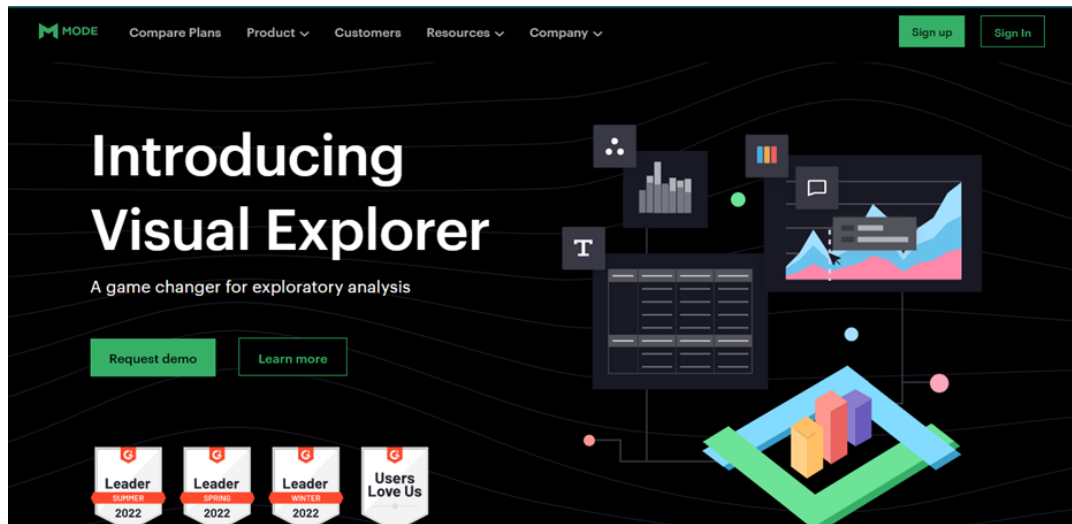 MODE
Compare Plans
Product
Customers
Resources
Company
Sign up
Sign In
Introducing
Visual Explorer
A game changer for exploratory analysis
Request demo
Learn more
T
G
Leader
SUMMER
2022
G
Leader
SPRING
2022
G
Leader
WINTER
2022
G
Users
Love Us